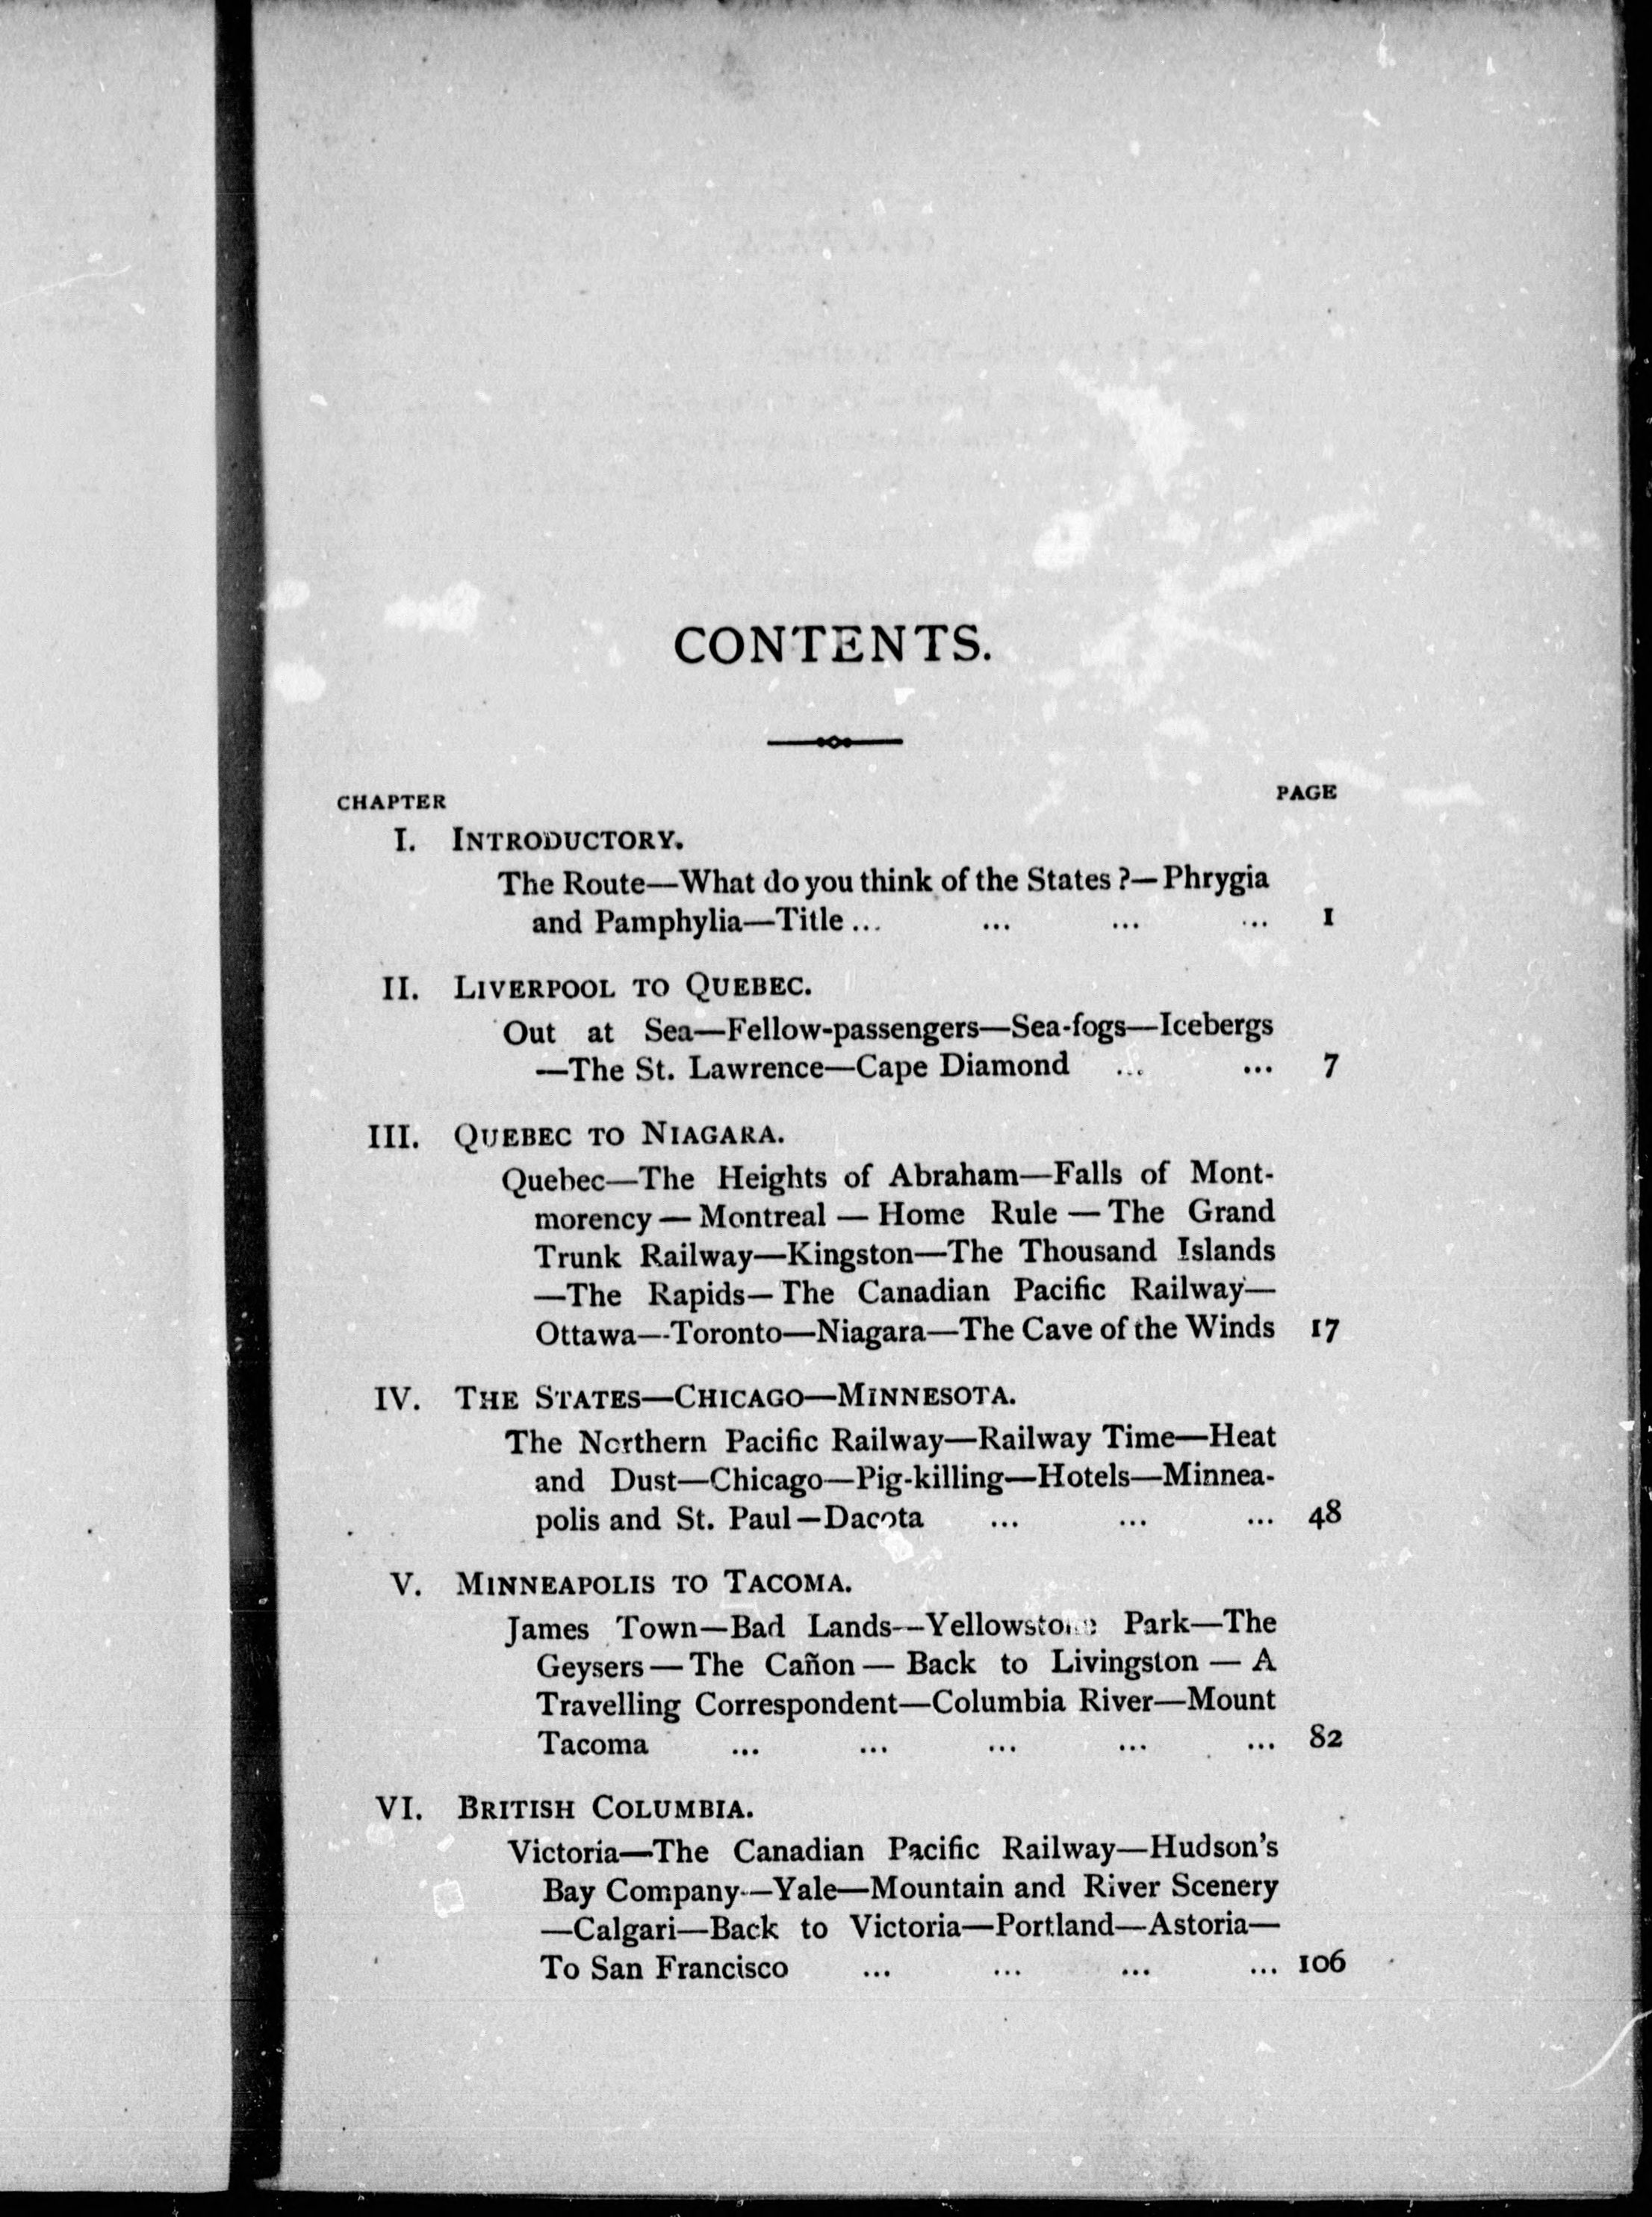 CONTENTS.
CHAPTER PAGE
I. INTRODUCTORY.
The Route—What do you think of the States ?—Phrygia
and Pamphylia—Title ... ... ... ... 1
II. LIVERPOOL TO QUEBEC.
Out at Sea—Fellow-passengers—Sea-fogs—Icebergs
—The St. Lawrence—Cape Diamond ... ... 7
III. QUEBEC TO NIAGARA.
Quebec—The Heights of Abraham—Falls of Mont-
morency — Montreal — Home Rule — The Grand
Trunk Railway—Kingston—The Thousand Islands
—The Rapids—The Canadian Pacific Railway—
Ottawa—Toronto—Niagara—The Cave of the Winds 17
IV. THE STATES—CHICAGO—MINNESOTA.
The Northern Pacific Railway—Railway Time—Heat
and Dust—Chicago—Pig-killing—Hotels—Minnea-
polis and St. Paul—Dacota ... ... ... 48
V. MINNEAPOLIS TO TACOMA.
James Town—Bad Lands—Yellowstone Park—The
Geysers — The Cañon — Back to Livingston — A
Travelling Correspondent—Columbia River—Mount
Tacoma ... ... ... ... ... 82
VI. BRITISH COLUMBIA.
Victoria—The Canadian Pacific Railway—Hudson's
Bay Company—Yale—Mountain and River Scenery
—Calgari—Back to Victoria—Portland—Astoria—
To San Francisco ... ... ... ... 106